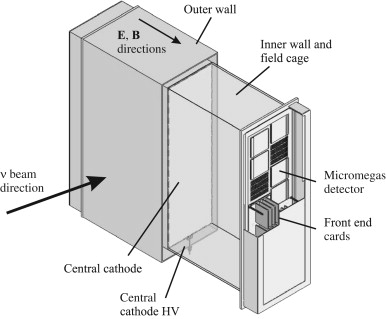 Outer wall
E, B
directions
Inner wall and
field cage
ν beam
direction
Micromegas
detector
Front end
cards
Central cathode
Central
cathode HV